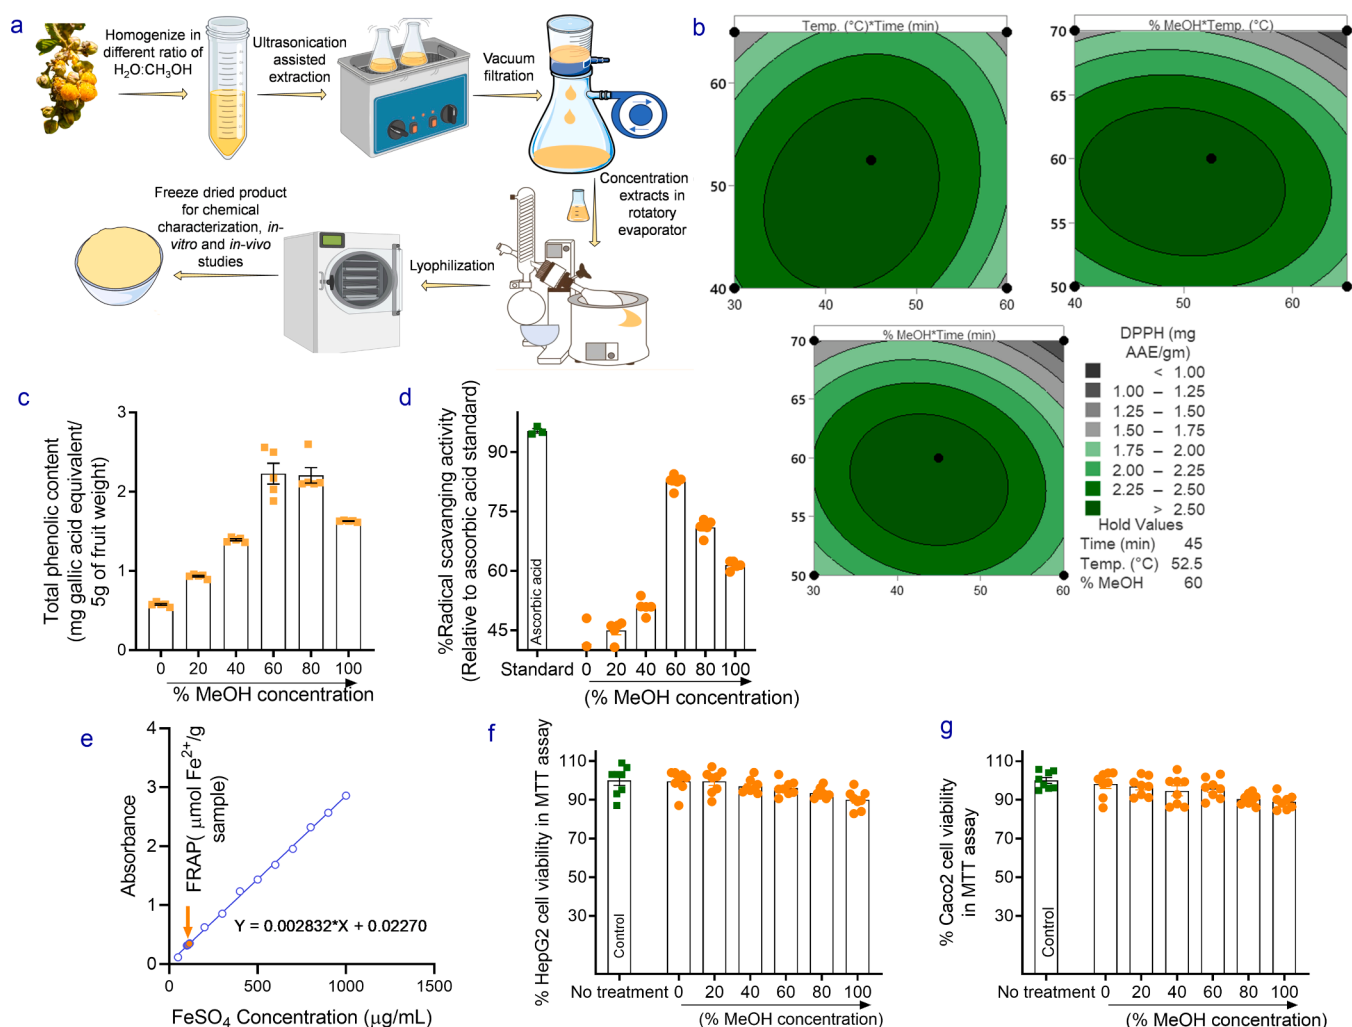 a
Homogenize in
different ratio of
H₂O:CH₃OH
Ultrasonication
assisted
extraction
Vacuum
filtration
Concentration
extracts in
rotatory
evaporator
Lyophilization
Freeze dried product
for chemical
characterization, in-
vitro and in-vivo
studies
b
Temp. (°C)*Time (min)
60
50
40
30
40
50
60
% MeOH*Temp. (°C)
70
65
60
55
50
40
50
60
% MeOH*Time (min)
70
65
60
55
50
30
40
50
60
DPPH (mg
AAE/gm)
< 1.00
1.00 – 1.25
1.25 – 1.50
1.50 – 1.75
1.75 – 2.00
2.00 – 2.25
2.25 – 2.50
> 2.50
Hold Values
Time (min) 45
Temp. (°C) 52.5
% MeOH 60
c
Total phenolic content
(mg gallic acid equivalent/
5g of fruit weight)
3
2
1
0
0 20 40 60 80 100
% MeOH concentration
d
%Radical scavanging activity
(Relative to ascorbic acid standard)
90
75
60
45
Ascorbic acid
Standard 0 20 40 60 80 100
(% MeOH concentration)
e
Absorbance
4
3
2
1
0
FRAP( μmol Fe²⁺/g
sample)
Y = 0.002832*X + 0.02270
0 500 1000 1500
FeSO₄ Concentration (μg/mL)
f
% HepG2 cell viability in MTT assay
110
90
70
50
30
Control
No treatment 0 20 40 60 80 100
(% MeOH concentration)
g
% Caco2 cell viability
in MTT assay
110
90
70
50
30
Control
No treatment 0 20 40 60 80 100
(% MeOH concentration)